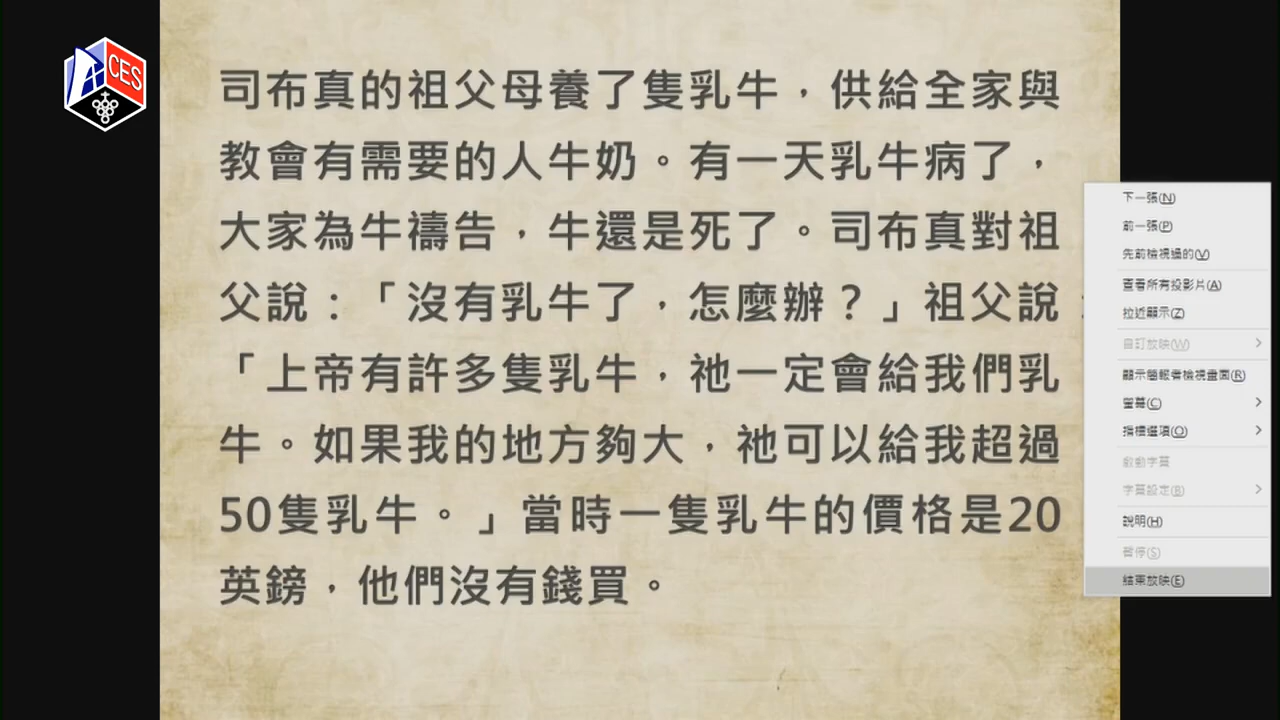 CES
司布真的祖父母養了隻乳牛，供給全家與
教會有需要的人牛奶。有一天乳牛病了，
大家為牛禱告，牛還是死了。司布真對祖
父說：「沒有乳牛了，怎麼辦？」祖父說：
「上帝有許多隻乳牛，祂一定會給我們乳
牛。如果我的地方夠大，祂可以給我超過
50隻乳牛。」當時一隻乳牛的價格是20
英鎊，他們沒有錢買。
下一張(N)
前一張(P)
先前檢視過的(V)
查看所有投影片(A)
拉近顯示(Z)
自訂放映(W)
顯示簡報者檢視畫面(R)
螢幕(C)
指標選項(O)
啟動字幕
字幕設定(B)
說明(H)
暫停(S)
結束放映(E)